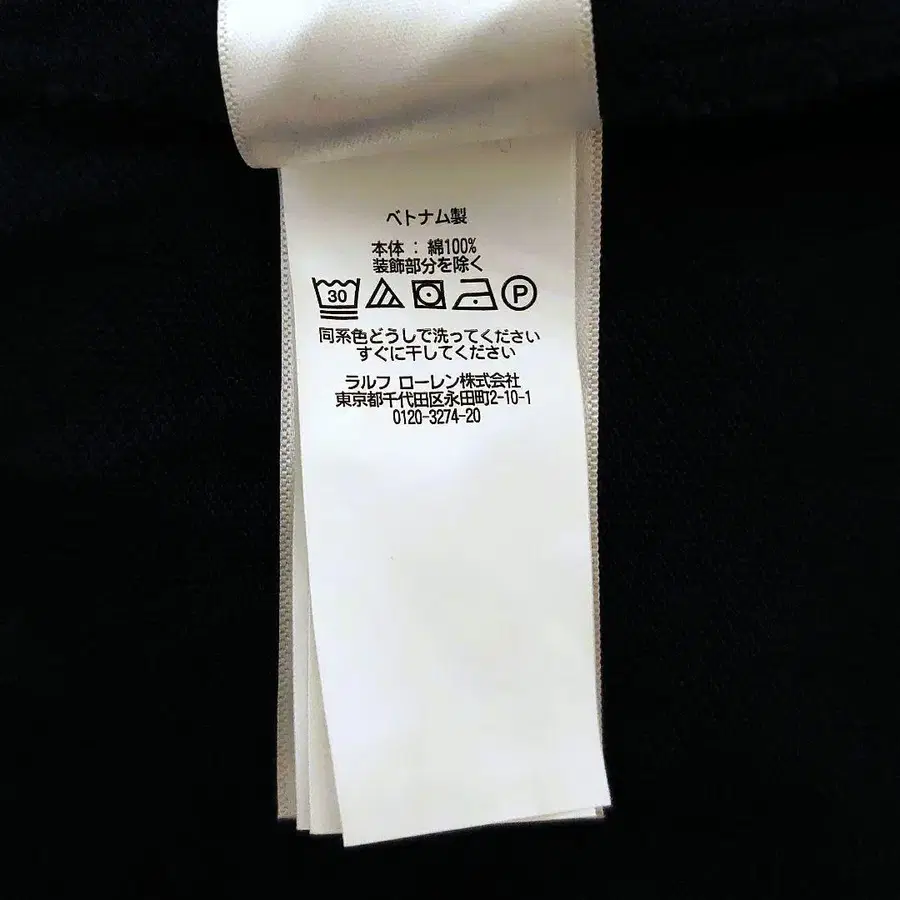 ベトナム製
本体 : 綿100%
装飾部分を除く
30 P
同系色どうしで洗ってください
すぐに干してください
ラルフ ローレン株式会社
東京都千代田区永田町2-10-1
0120-3274-20